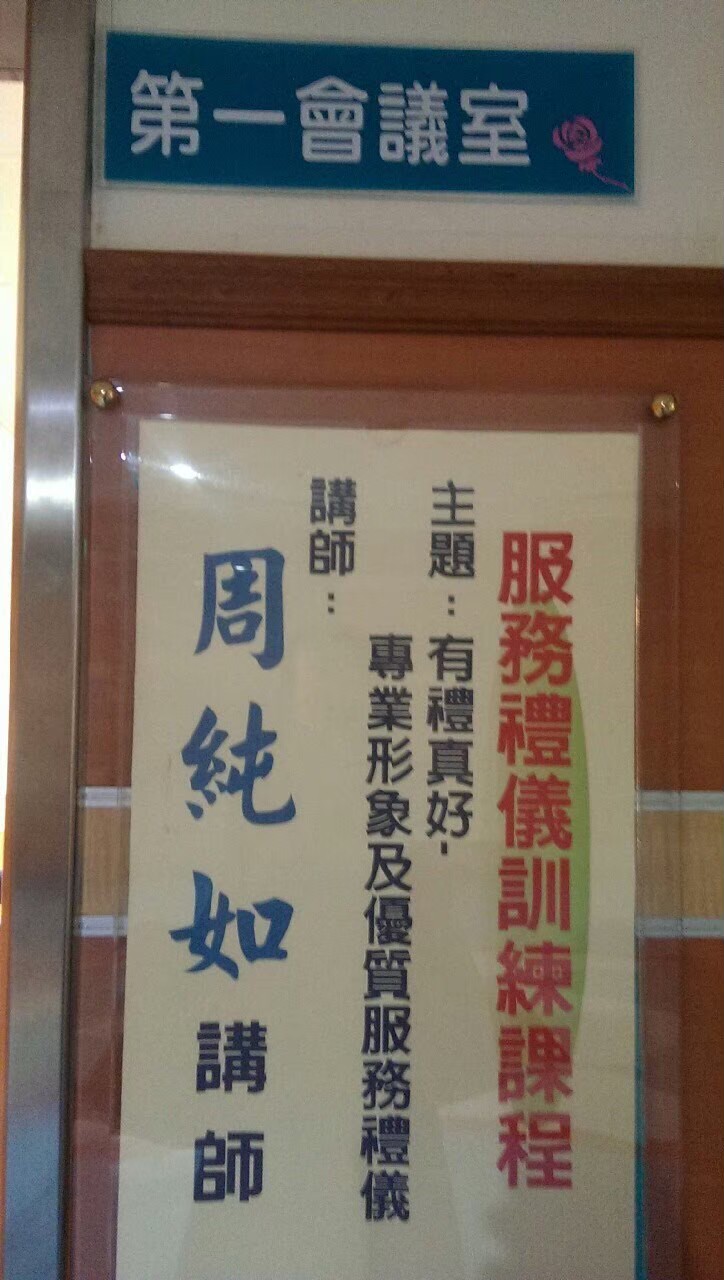 第一會議室
服務禮儀訓練課程
主題：有禮真好，
專業形象及優質服務禮儀
講師：
周純如講師